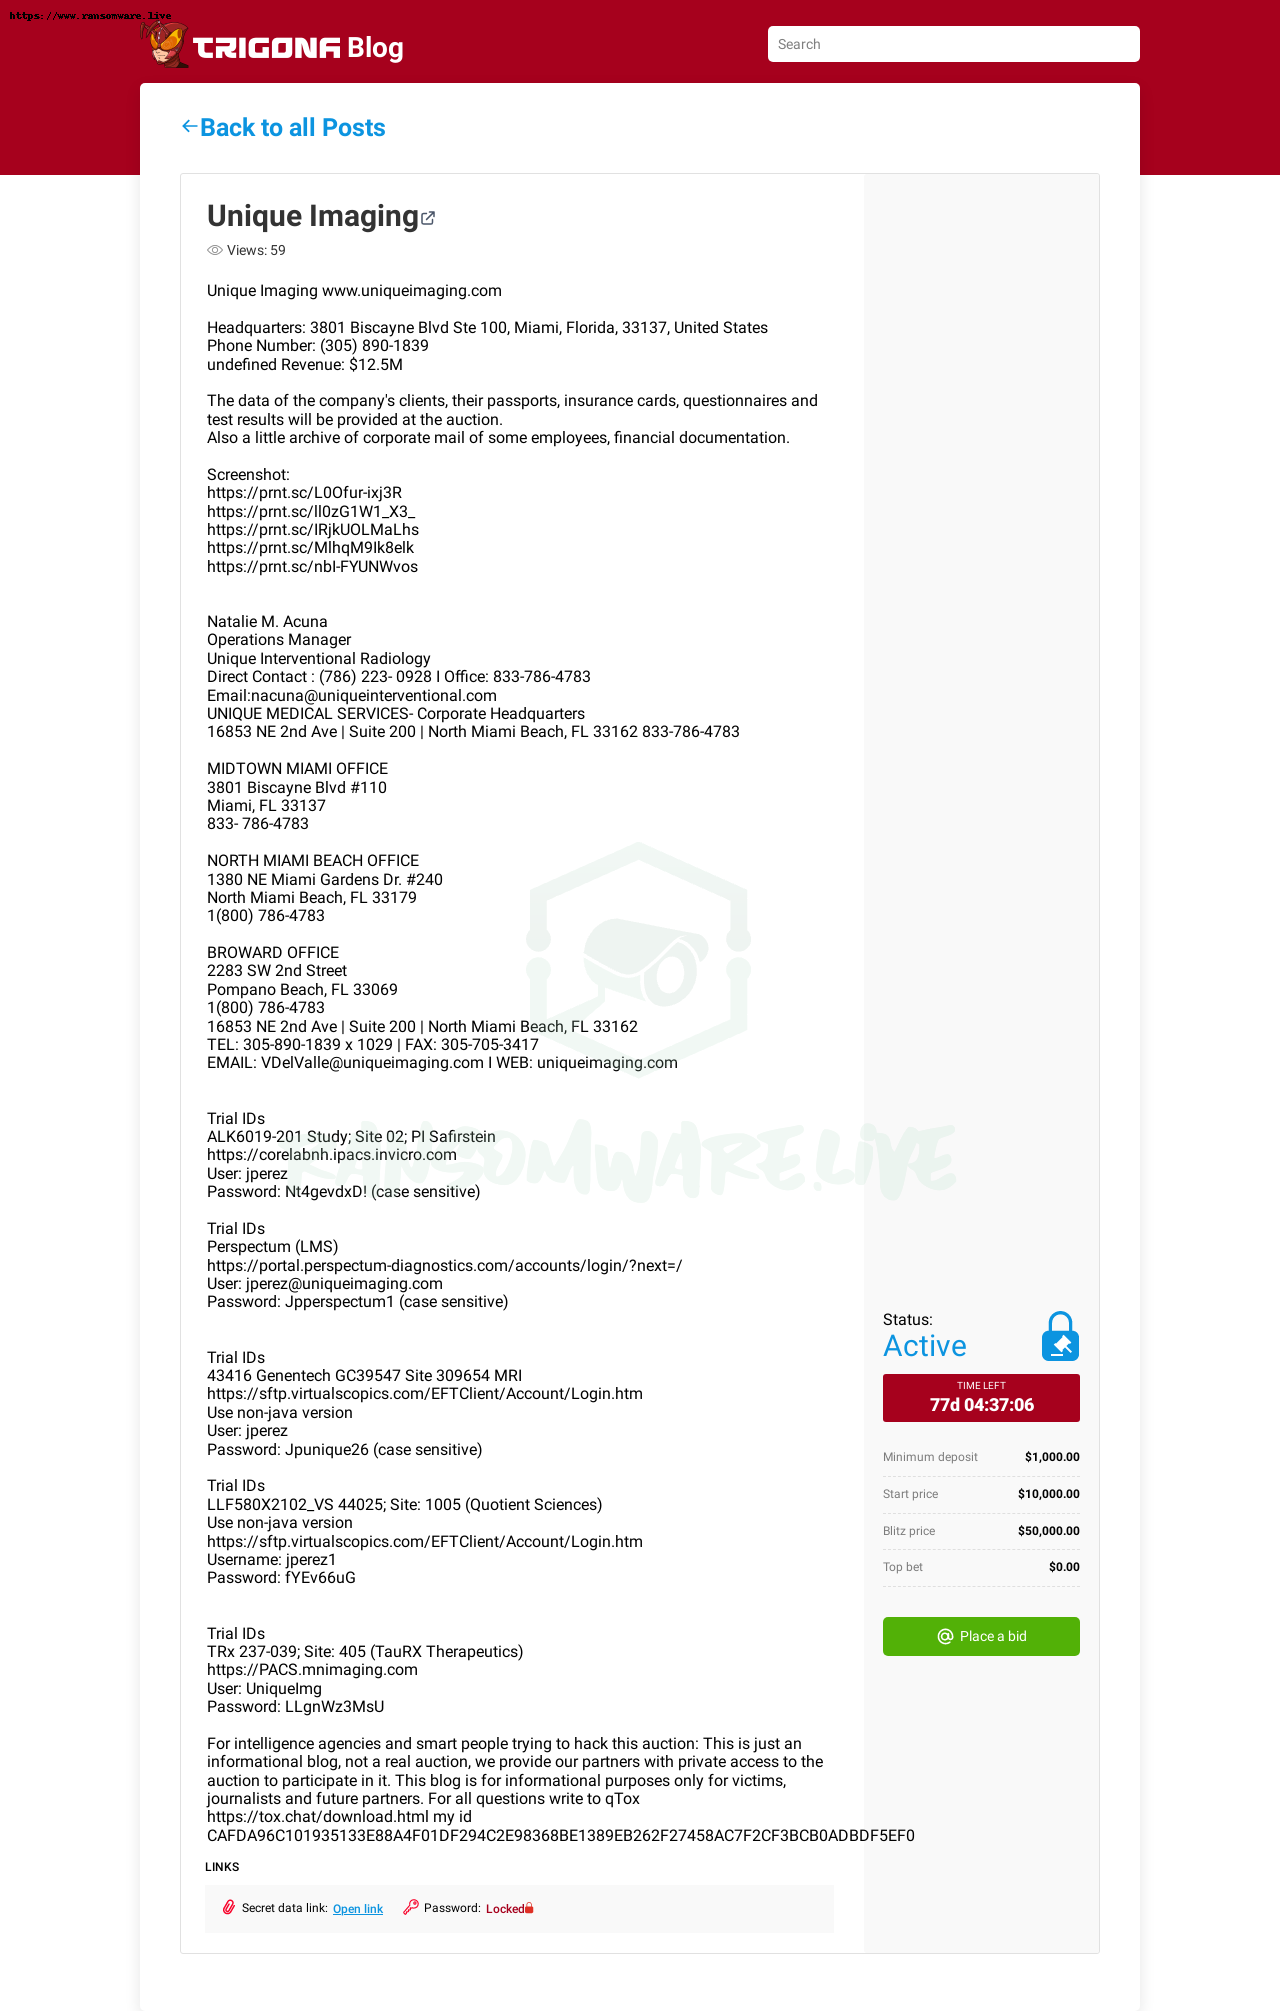 https://www.ransomware.live
TRIGONA Blog
Search
Back to all Posts
Unique Imaging
Views: 59
Unique Imaging www.uniqueimaging.com
Headquarters: 3801 Biscayne Blvd Ste 100, Miami, Florida, 33137, United States
Phone Number: (305) 890-1839
undefined Revenue: $12.5M
The data of the company's clients, their passports, insurance cards, questionnaires and
test results will be provided at the auction.
Also a little archive of corporate mail of some employees, financial documentation.
Screenshot:
https://prnt.sc/L0Ofur-ixj3R
https://prnt.sc/ll0zG1W1_X3_
https://prnt.sc/IRjkUOLMaLhs
https://prnt.sc/MlhqM9Ik8elk
https://prnt.sc/nbI-FYUNWvos
Natalie M. Acuna
Operations Manager
Unique Interventional Radiology
Direct Contact : (786) 223- 0928 I Office: 833-786-4783
Email:nacuna@uniqueinterventional.com
UNIQUE MEDICAL SERVICES- Corporate Headquarters
16853 NE 2nd Ave | Suite 200 | North Miami Beach, FL 33162 833-786-4783
MIDTOWN MIAMI OFFICE
3801 Biscayne Blvd #110
Miami, FL 33137
833- 786-4783
NORTH MIAMI BEACH OFFICE
1380 NE Miami Gardens Dr. #240
North Miami Beach, FL 33179
1(800) 786-4783
BROWARD OFFICE
2283 SW 2nd Street
Pompano Beach, FL 33069
1(800) 786-4783
16853 NE 2nd Ave | Suite 200 | North Miami Beach, FL 33162
TEL: 305-890-1839 x 1029 | FAX: 305-705-3417
EMAIL: VDelValle@uniqueimaging.com I WEB: uniqueimaging.com
Trial IDs
RANSOMWARE.LIVE
ALK6019-201 Study; Site 02; PI Safirstein
https://corelabnh.ipacs.invicro.com
User: jperez
Password: Nt4gevdxD! (case sensitive)
Trial IDs
Perspectum (LMS)
https://portal.perspectum-diagnostics.com/accounts/login/?next=/
User: jperez@uniqueimaging.com
Password: Jpperspectum1 (case sensitive)
Trial IDs
43416 Genentech GC39547 Site 309654 MRI
https://sftp.virtualscopics.com/EFTClient/Account/Login.htm
Use non-java version
User: jperez
Password: Jpunique26 (case sensitive)
Trial IDs
LLF580X2102_VS 44025; Site: 1005 (Quotient Sciences)
Use non-java version
https://sftp.virtualscopics.com/EFTClient/Account/Login.htm
Username: jperez1
Password: fYEv66uG
Trial IDs
TRx 237-039; Site: 405 (TauRX Therapeutics)
https://PACS.mnimaging.com
User: UniqueImg
Password: LLgnWz3MsU
For intelligence agencies and smart people trying to hack this auction: This is just an
informational blog, not a real auction, we provide our partners with private access to the
auction to participate in it. This blog is for informational purposes only for victims,
journalists and future partners. For all questions write to qTox
https://tox.chat/download.html my id
CAFDA96C101935133E88A4F01DF294C2E98368BE1389EB262F27458AC7F2CF3BCB0ADBDF5EF0
LINKS
Secret data link: Open link Password: Locked
Status:
Active
TIME LEFT
77d 04:37:06
Minimum deposit $1,000.00
Start price $10,000.00
Blitz price $50,000.00
Top bet $0.00
Place a bid